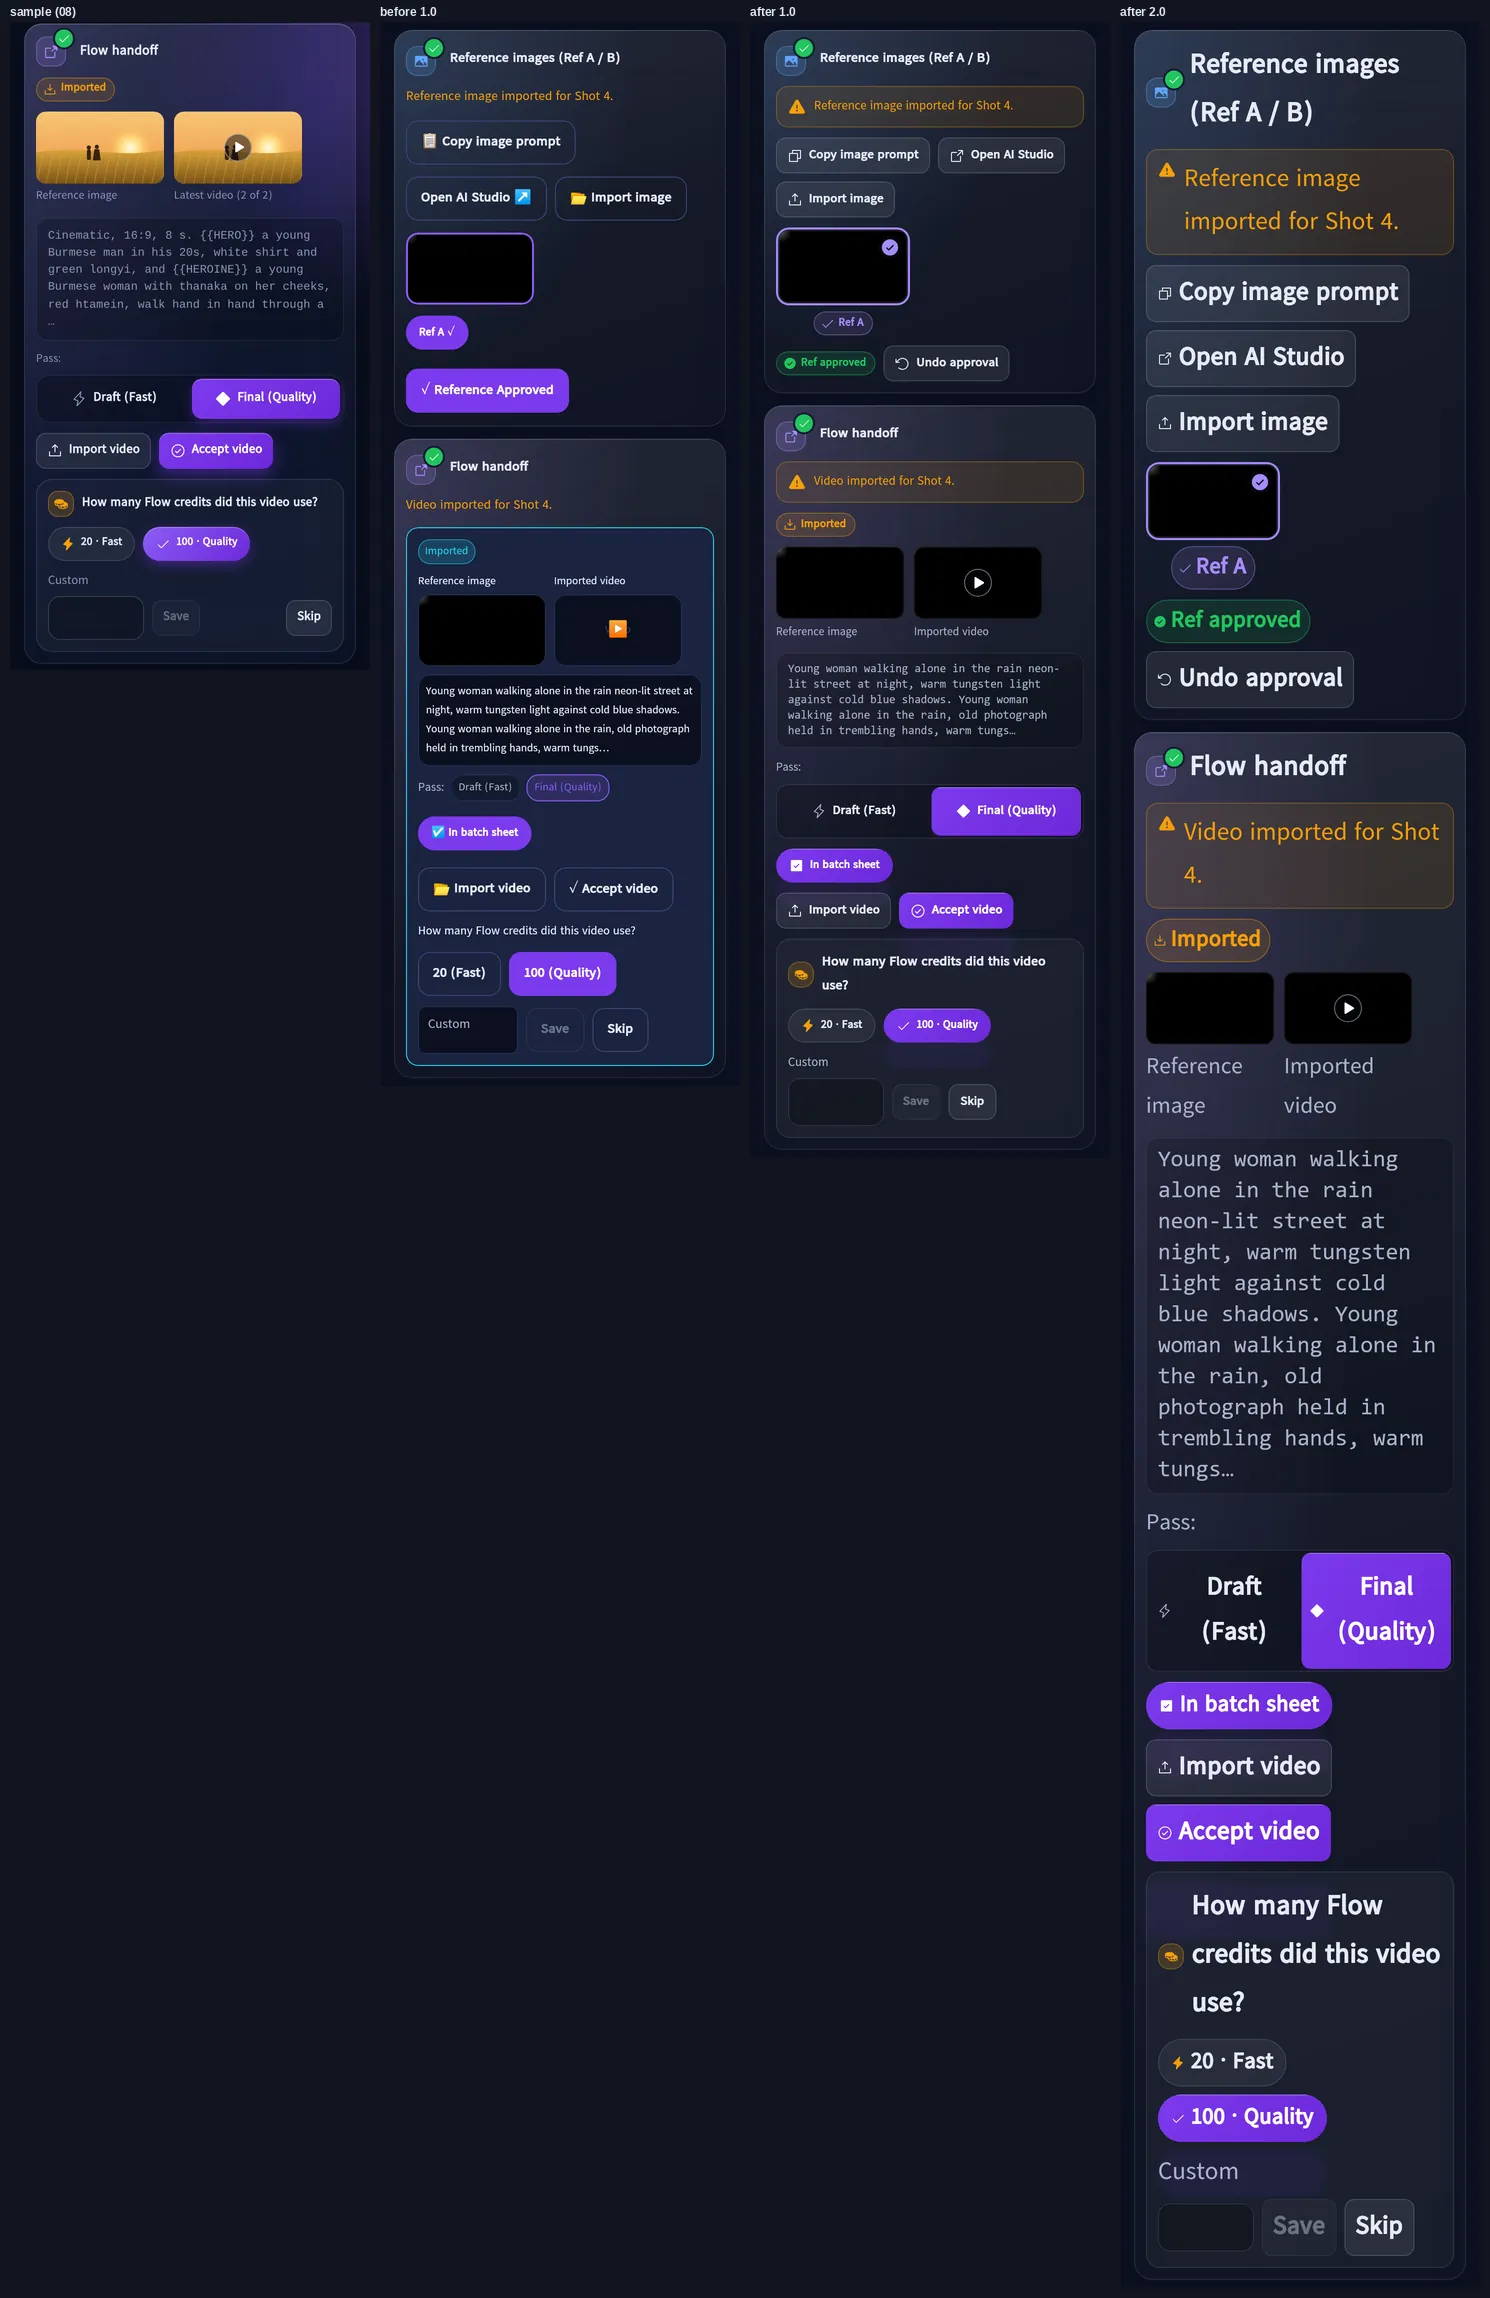 sample (08)
Flow handoff
Imported
Reference image
Latest video (2 of 2)
Cinematic, 16:9, 8 s. {{HERO}} a young
Burmese man in his 20s, white shirt and
green longyi, and {{HEROINE}} a young
Burmese woman with thanaka on her cheeks,
red htamein, walk hand in hand through a
…
Pass:
Draft (Fast)
Final (Quality)
Import video
Accept video
How many Flow credits did this video use?
20 · Fast
100 · Quality
Custom
Save
Skip
before 1.0
Reference images (Ref A / B)
Reference image imported for Shot 4.
Copy image prompt
Open AI Studio
Import image
Ref A ✓
✓ Reference Approved
Flow handoff
Video imported for Shot 4.
Imported
Reference image
Imported video
Young woman walking alone in the rain neon-lit street at
night, warm tungsten light against cold blue shadows.
Young woman walking alone in the rain, old photograph
held in trembling hands, warm tungs…
Pass:
Draft (Fast)
Final (Quality)
In batch sheet
Import video
✓ Accept video
How many Flow credits did this video use?
20 (Fast)
100 (Quality)
Custom
Save
Skip
after 1.0
Reference images (Ref A / B)
Reference image imported for Shot 4.
Copy image prompt
Open AI Studio
Import image
Ref A
Ref approved
Undo approval
Flow handoff
Video imported for Shot 4.
Imported
Reference image
Imported video
Young woman walking alone in the rain neon-
lit street at night, warm tungsten light
against cold blue shadows. Young woman
walking alone in the rain, old photograph
held in trembling hands, warm tungs…
Pass:
Draft (Fast)
Final (Quality)
In batch sheet
Import video
Accept video
How many Flow credits did this video
use?
20 · Fast
100 · Quality
Custom
Save
Skip
after 2.0
Reference images
(Ref A / B)
Reference image
imported for Shot 4.
Copy image prompt
Open AI Studio
Import image
Ref A
Ref approved
Undo approval
Flow handoff
Video imported for Shot
4.
Imported
Reference
image
Imported
video
Young woman walking
alone in the rain
neon-lit street at
night, warm tungsten
light against cold
blue shadows. Young
woman walking alone in
the rain, old
photograph held in
trembling hands, warm
tungs…
Pass:
Draft
(Fast)
Final
(Quality)
In batch sheet
Import video
Accept video
How many Flow
credits did this video
use?
20 · Fast
100 · Quality
Custom
Save
Skip